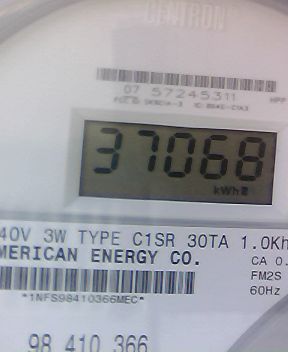 CENTRON
07 57245311
37068
kWh
40V 3W TYPE C1SR 30TA 1.0Kh
MERICAN ENERGY CO.
CA 0.
FM2S
60Hz
*1NFS98410366MEC*
98 410 366